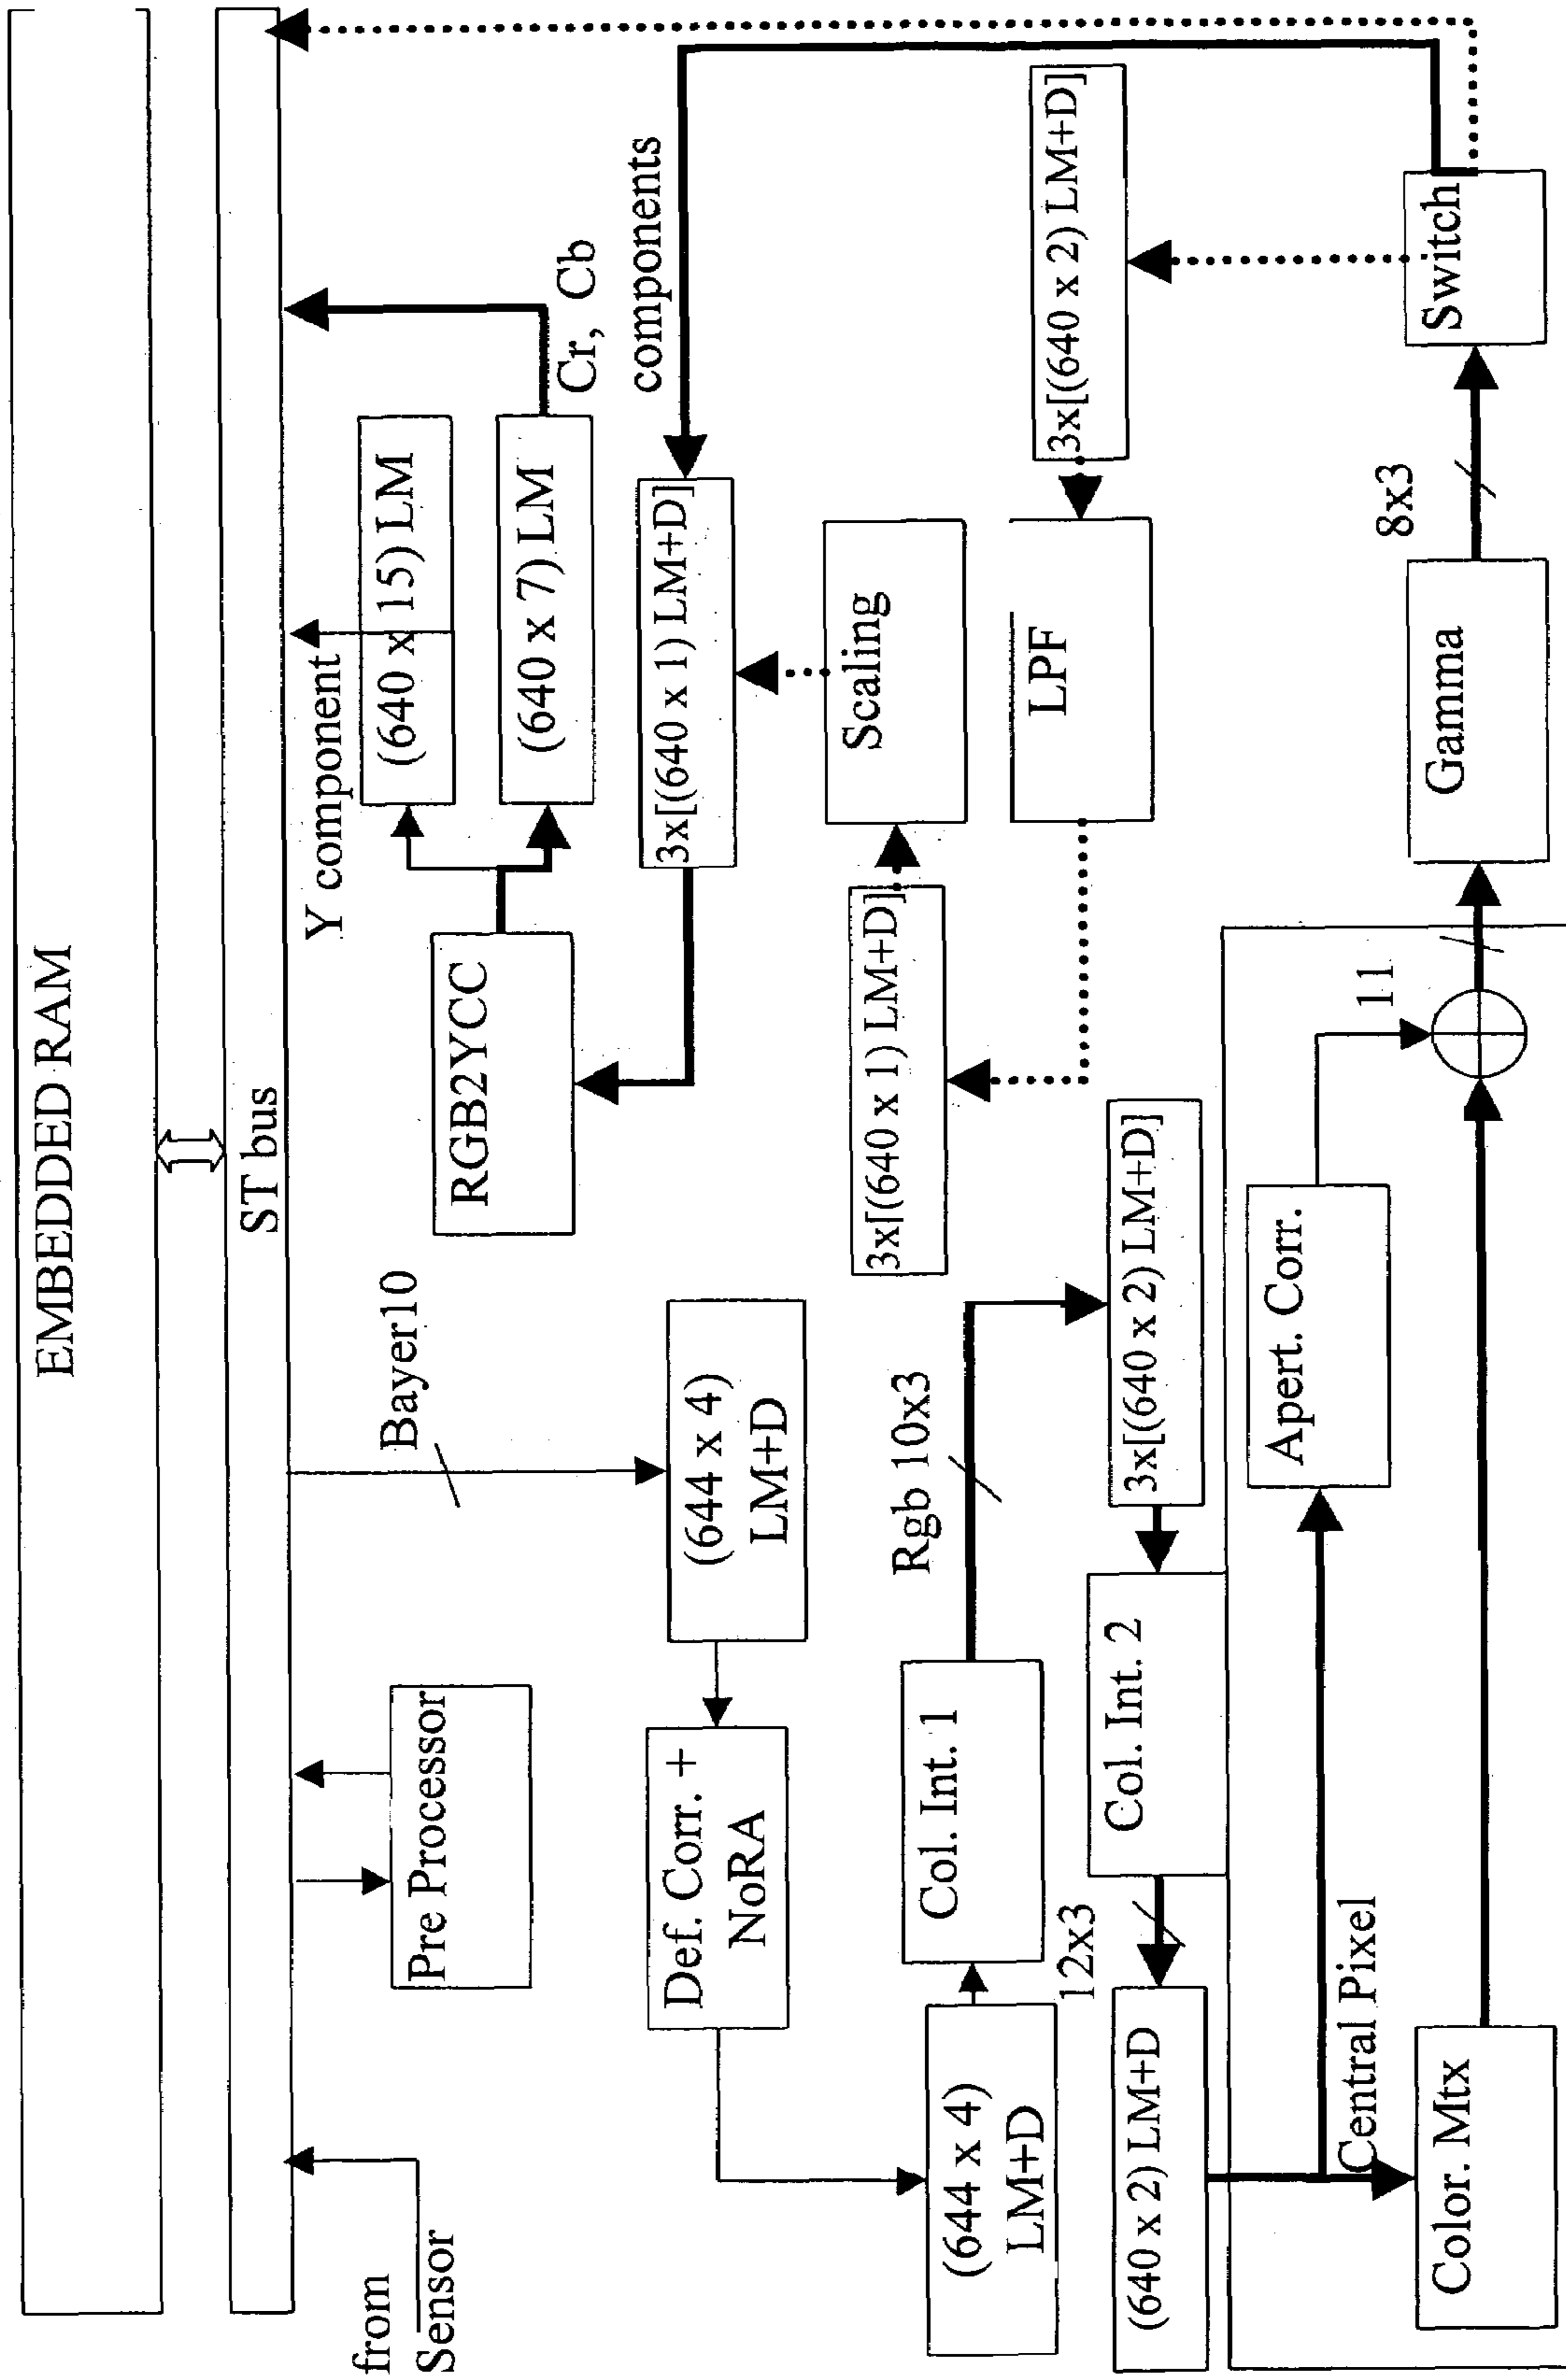 EMBEDDED RAM
ST bus
from
Sensor
Pre Processor
Bayer10
Y component
(640 x 15) LM
(640 x 7) LM
Cr, Cb
RGB2YCC
components
3x[(640 x 1) LM+D]
(644 x 4)
LM+D
Def. Corr. +
NoRA
Scaling
3x[(640 x 1) LM+D]
Rgb 10x3
Col. Int. 1
(644 x 4)
LM+D
LPF
3x[(640 x 2) LM+D]
3x[(640 x 2) LM+D]
Col. Int. 2
12x3
(640 x 2) LM+D
Apert. Corr.
Central Pixel
11
8x3
Color. Mtx
Gamma
Switch